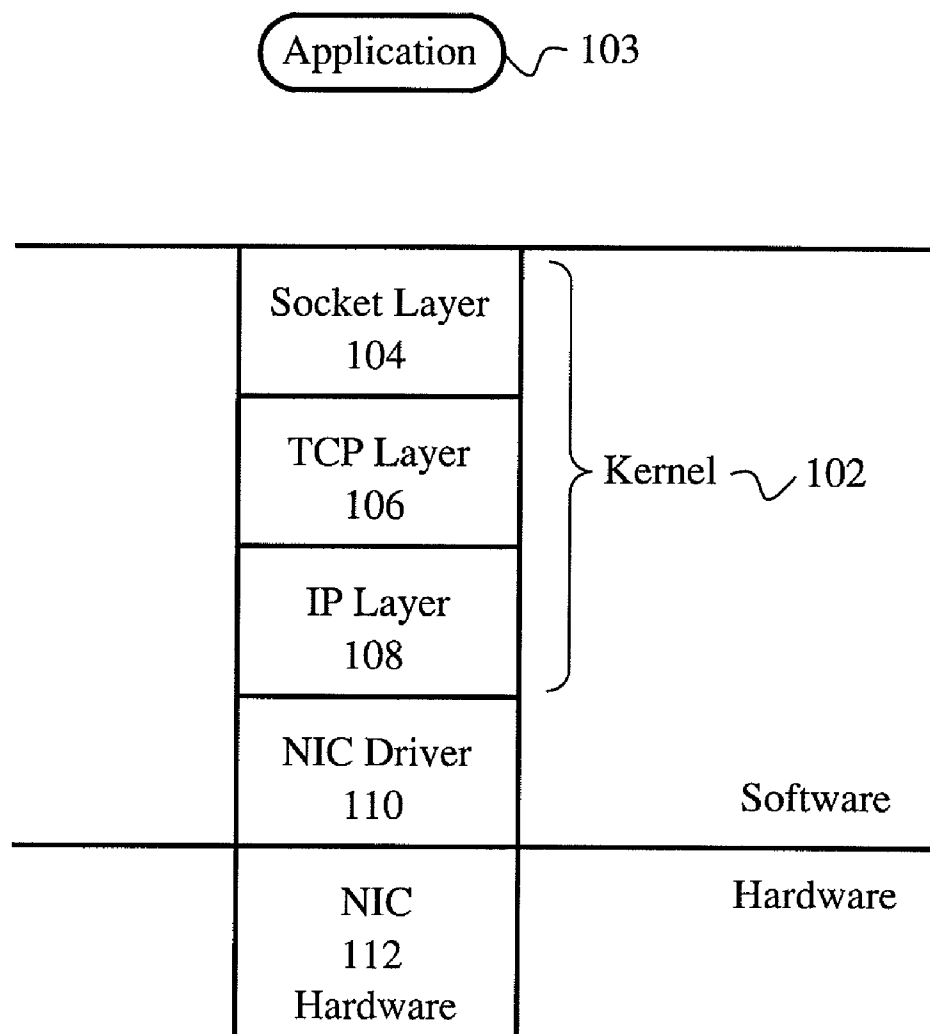 Application 103
Socket Layer
104
TCP Layer
106
Kernel 102
IP Layer
108
NIC Driver
110
Software
Hardware
NIC
112
Hardware